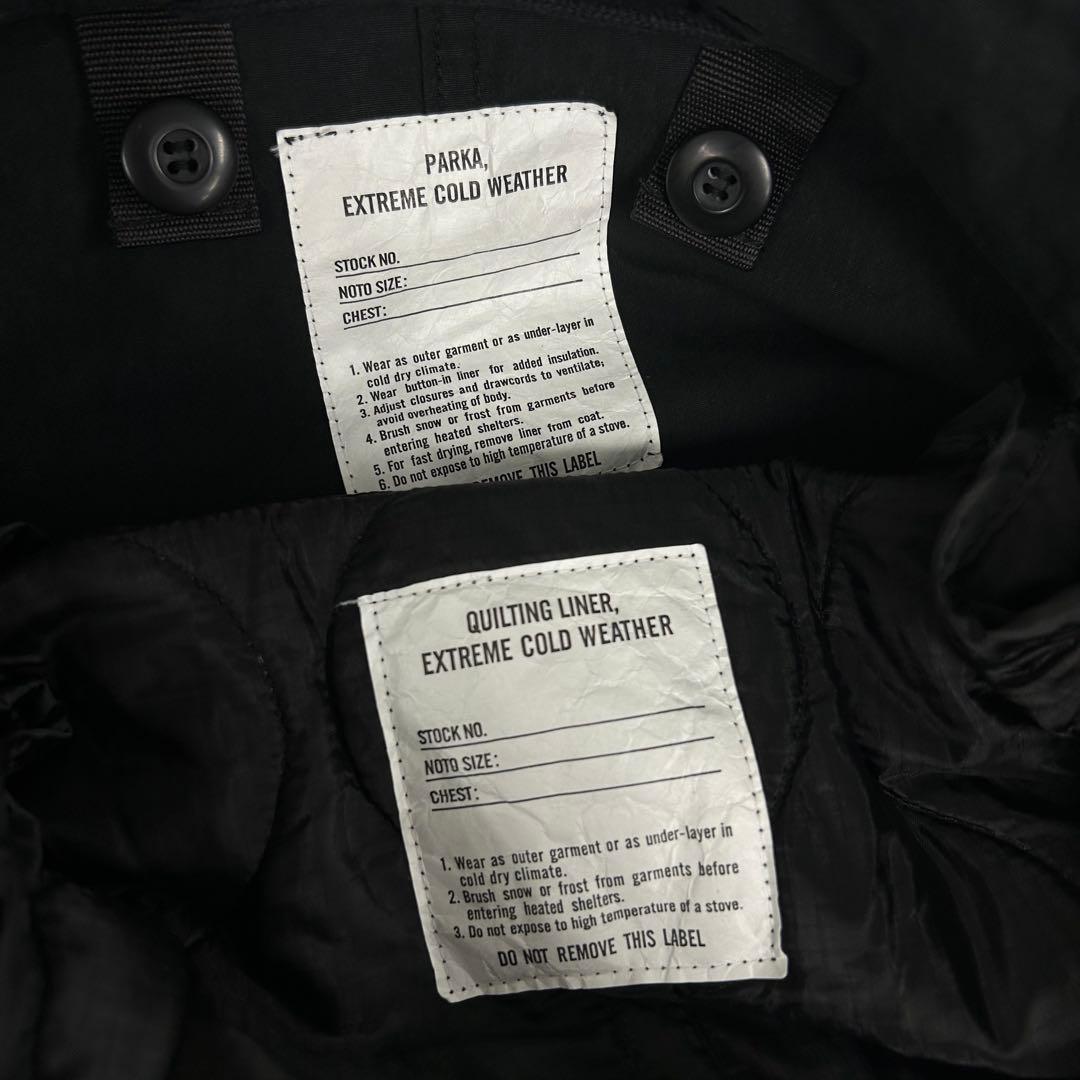 PARKA,
EXTREME COLD WEATHER
STOCK NO.
NOTO SIZE:
CHEST:
1. Wear as outer garment or as under-layer in
cold dry climate.
2. Wear button-in liner for added insulation.
3. Adjust closures and drawcords to ventilate;
avoid overheating of body.
4. Brush snow or frost from garments before
entering heated shelters.
5. For fast drying, remove liner from coat.
6. Do not expose to high temperature of a stove.
THIS LABEL
QUILTING LINER,
EXTREME COLD WEATHER
STOCK NO.
NOTO SIZE:
CHEST:
1. Wear as outer garment or as under-layer in
cold dry climate.
2. Brush snow or frost from garments before
entering heated shelters.
3. Do not expose to high temperature of a stove.
DO NOT REMOVE THIS LABEL